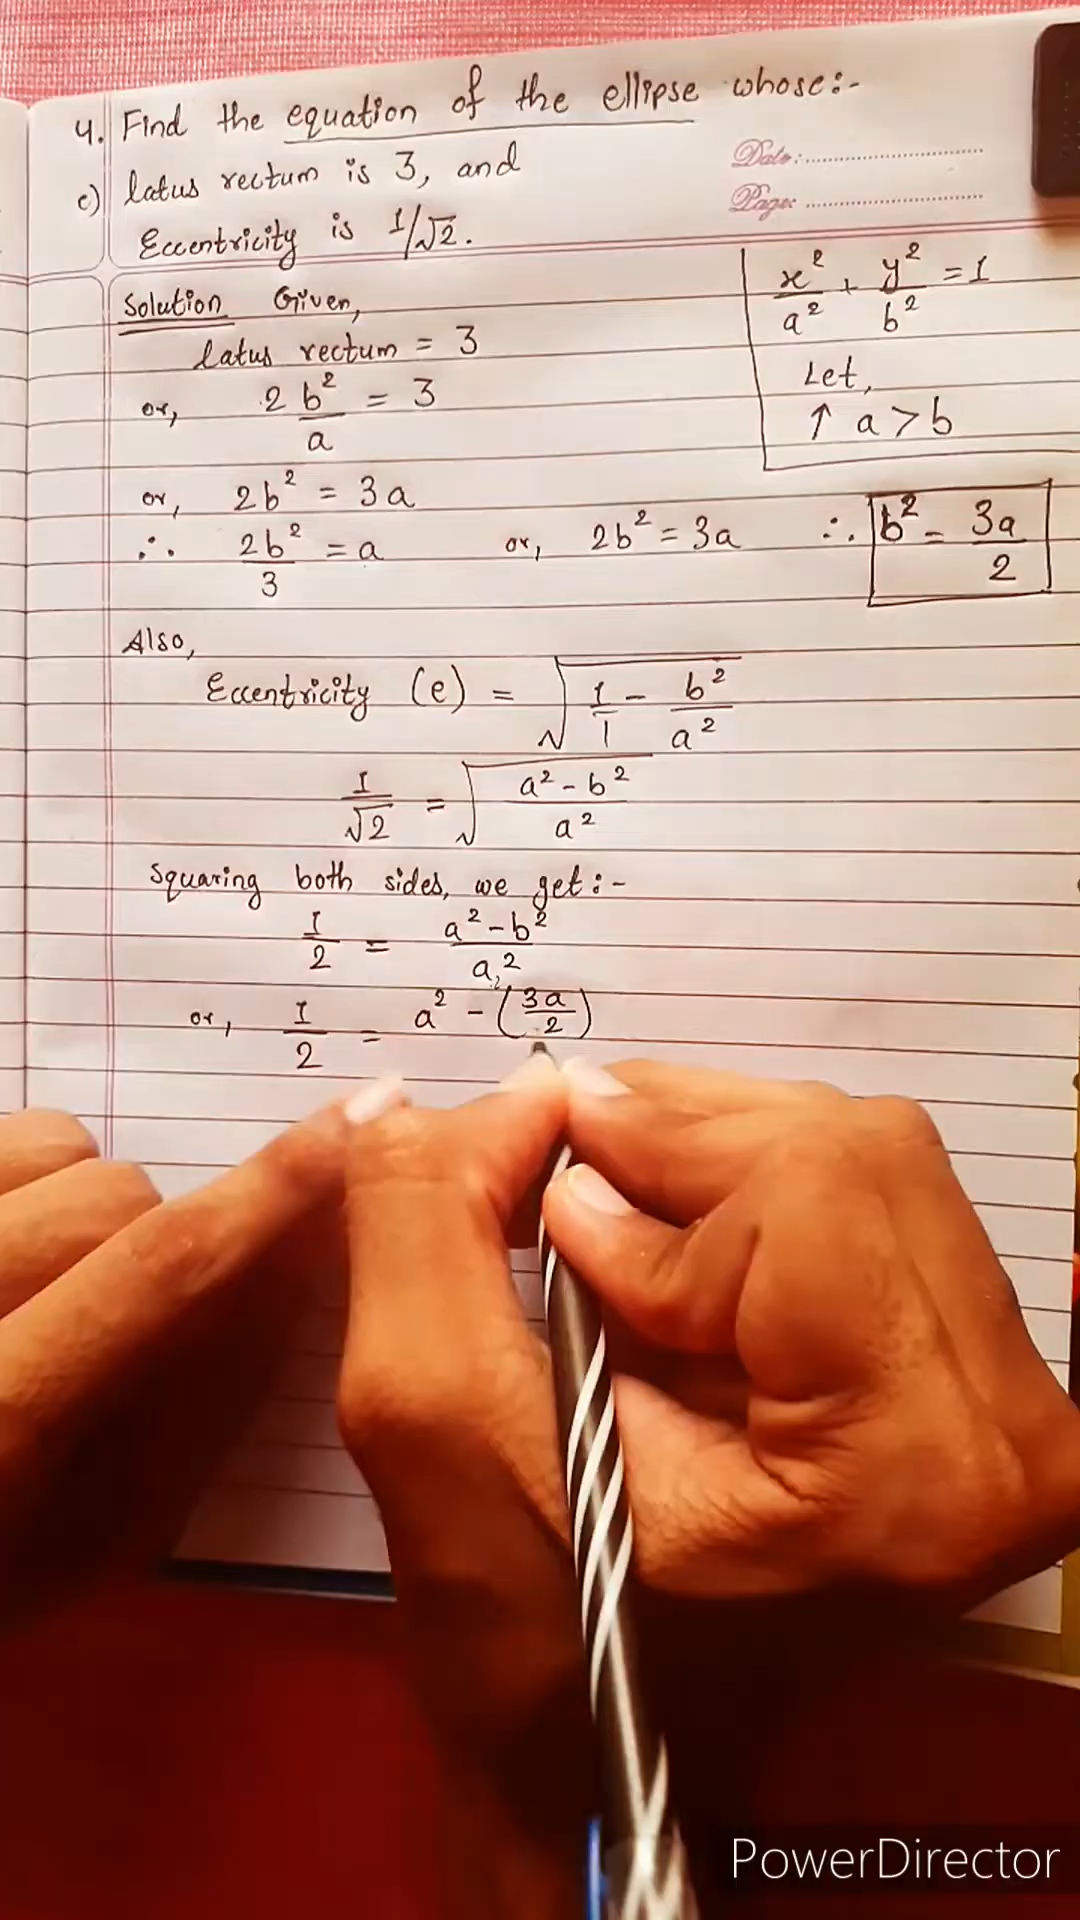 4. Find the equation of the ellipse whose:-
c) latus rectum is 3, and
Eccentricity is 1/√2.
Date:
Page:
Solution Given,
latus rectum = 3
or, 2b²/a = 3
x²/a² + y²/b² = 1
Let,
↑ a > b
or, 2b² = 3a
∴ 2b²/3 = a or, 2b² = 3a ∴ b² = 3a/2
Also,
Eccentricity (e) = √(1/1 - b²/a²)
1/√2 = √((a² - b²)/a²)
Squaring both sides, we get:-
1/2 = (a² - b²)/a²
or, 1/2 = a² - (3a/2)
PowerDirector